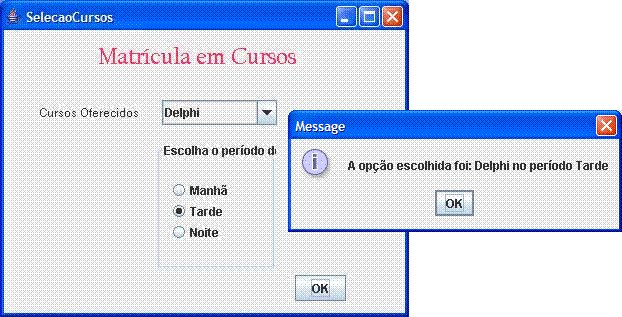 SelecaoCursos
Matrícula em Cursos
Cursos Oferecidos
Delphi
Escolha o período d
Manhã
Tarde
Noite
OK
Message
A opção escolhida foi: Delphi no período Tarde
OK